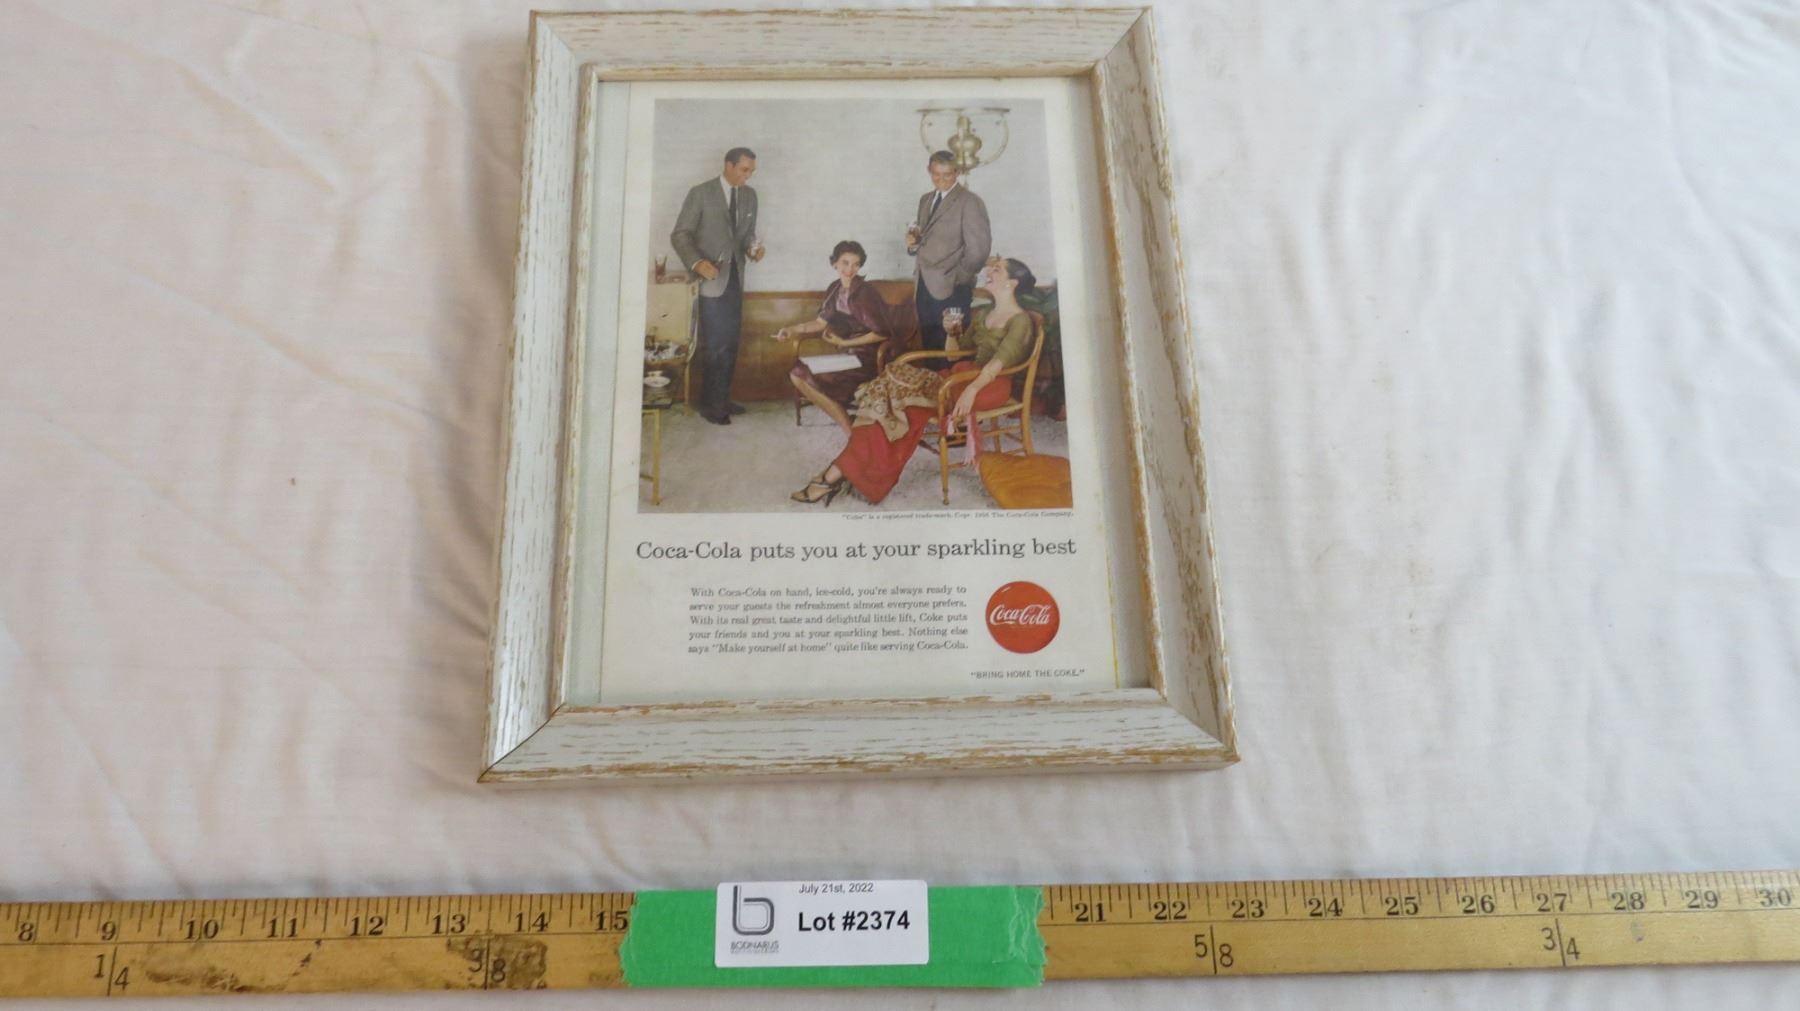 "Coke" is a registered trade-mark. Copr. 1956 The Coca-Cola Company.
Coca-Cola puts you at your sparkling best
With Coca-Cola on hand, ice-cold, you're always ready to
serve your guests the refreshment almost everyone prefers.
With its real great taste and delightful little lift, Coke puts
your friends and you at your sparkling best. Nothing else
says "Make yourself at home" quite like serving Coca-Cola.
Coca-Cola
"BRING HOME THE COKE."
8 9 10 11 12 13 14 15 21 22 23 24 25 26 27 28 29 30
1/4 3/8 5/8 3/4
July 21st, 2022
Lot #2374
BODNARUS